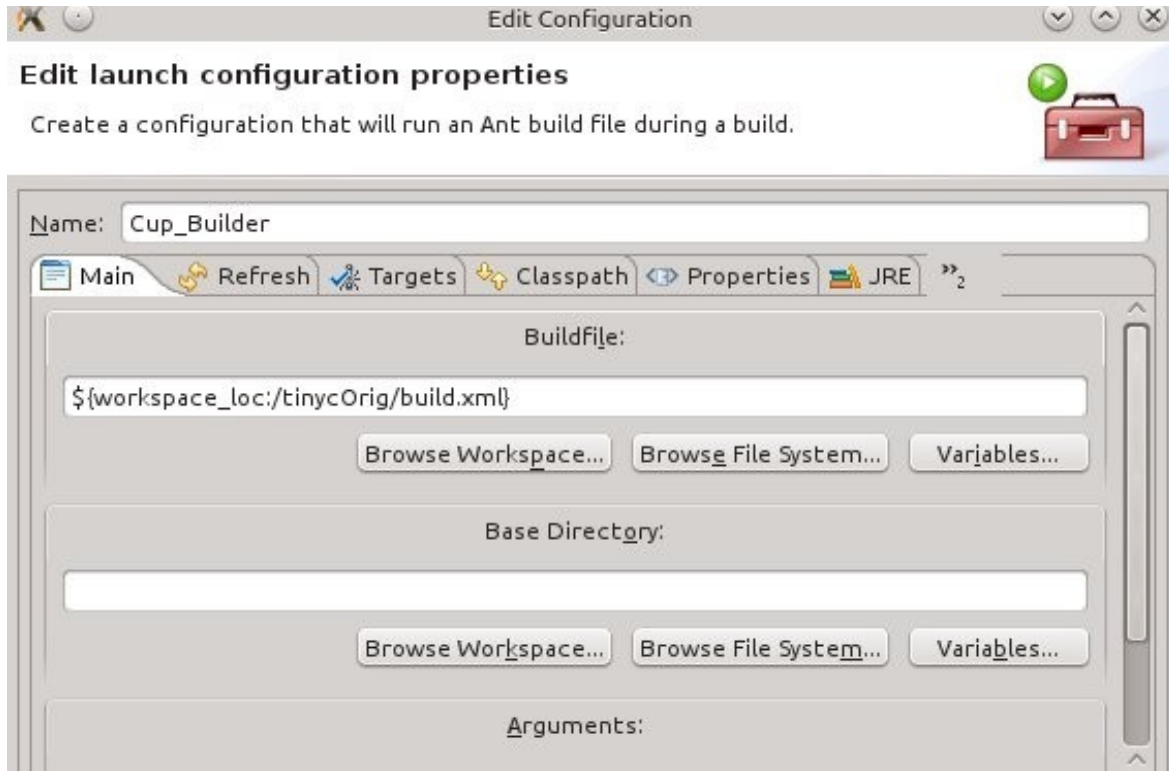 Edit Configuration
Edit launch configuration properties
Create a configuration that will run an Ant build file during a build.
Name: Cup_Builder
Main Refresh Targets Classpath Properties JRE »2
Buildfile:
${workspace_loc:/tinycOrig/build.xml}
Browse Workspace... Browse File System... Variables...
Base Directory:
Browse Workspace... Browse File System... Variables...
Arguments: